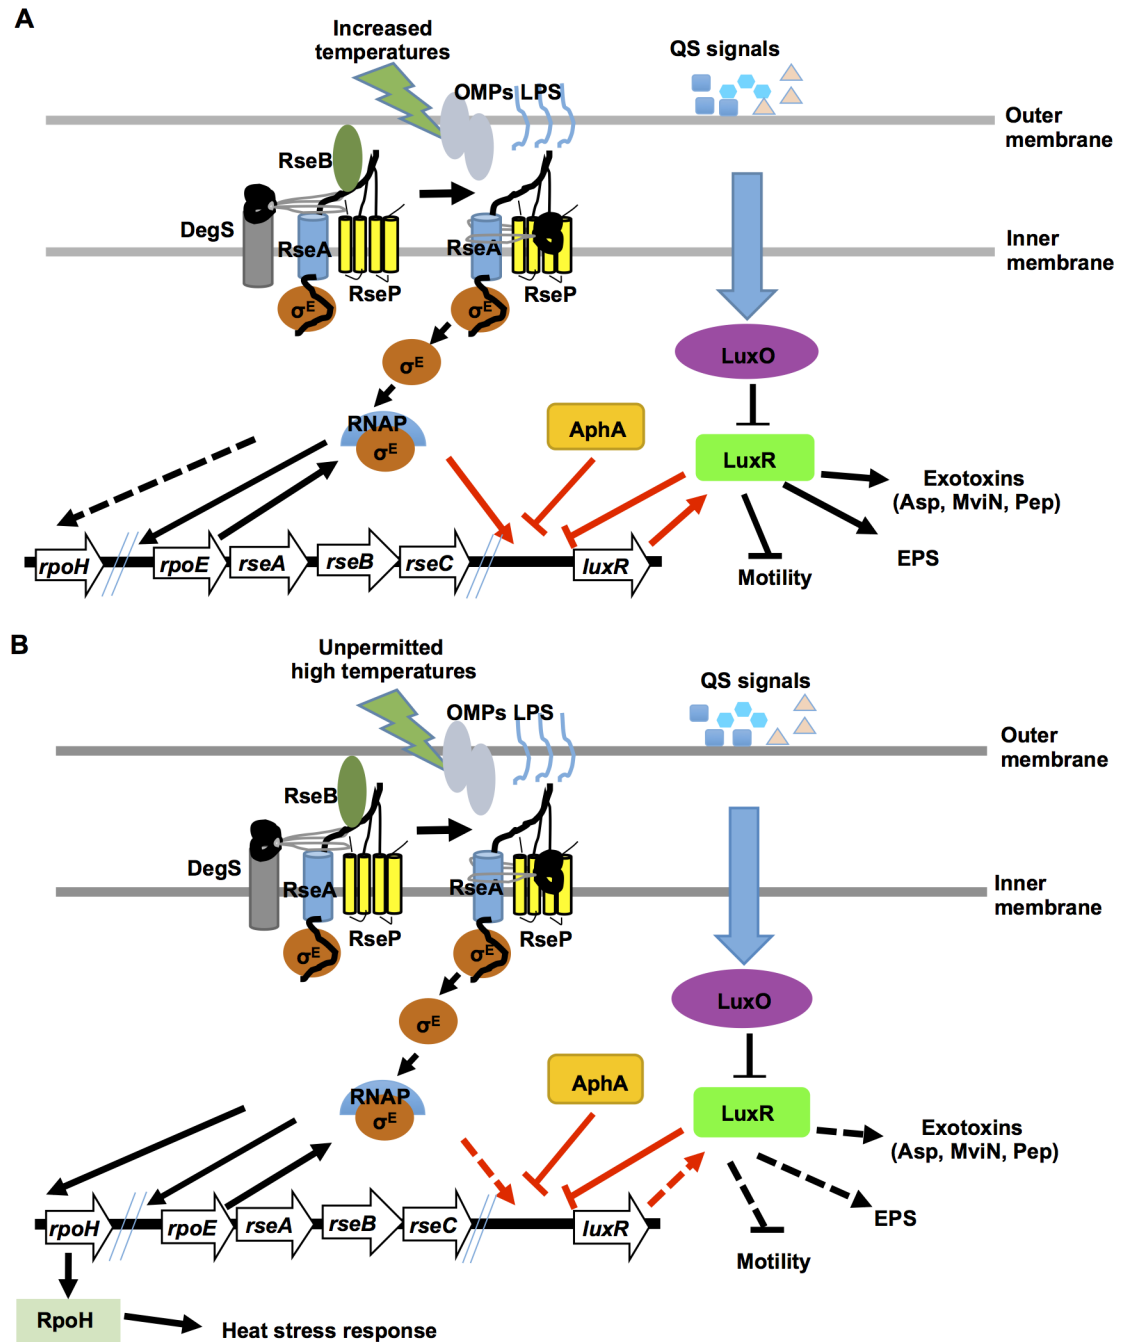 A
Increased
temperatures
QS signals
OMPs LPS
Outer
membrane
RseB
DegS
RseA
RseA
Inner
membrane
RseP
RseP
σE
σE
σE
LuxO
RNAP
σE
AphA
LuxR
Exotoxins
(Asp, MviN, Pep)
EPS
Motility
rpoH
rpoE
rseA
rseB
rseC
luxR
B
Unpermitted
high temperatures
QS signals
OMPs LPS
Outer
membrane
RseB
DegS
RseA
RseA
Inner
membrane
RseP
RseP
σE
σE
σE
LuxO
RNAP
σE
AphA
LuxR
Exotoxins
(Asp, MviN, Pep)
EPS
Motility
rpoH
rpoE
rseA
rseB
rseC
luxR
RpoH
Heat stress response